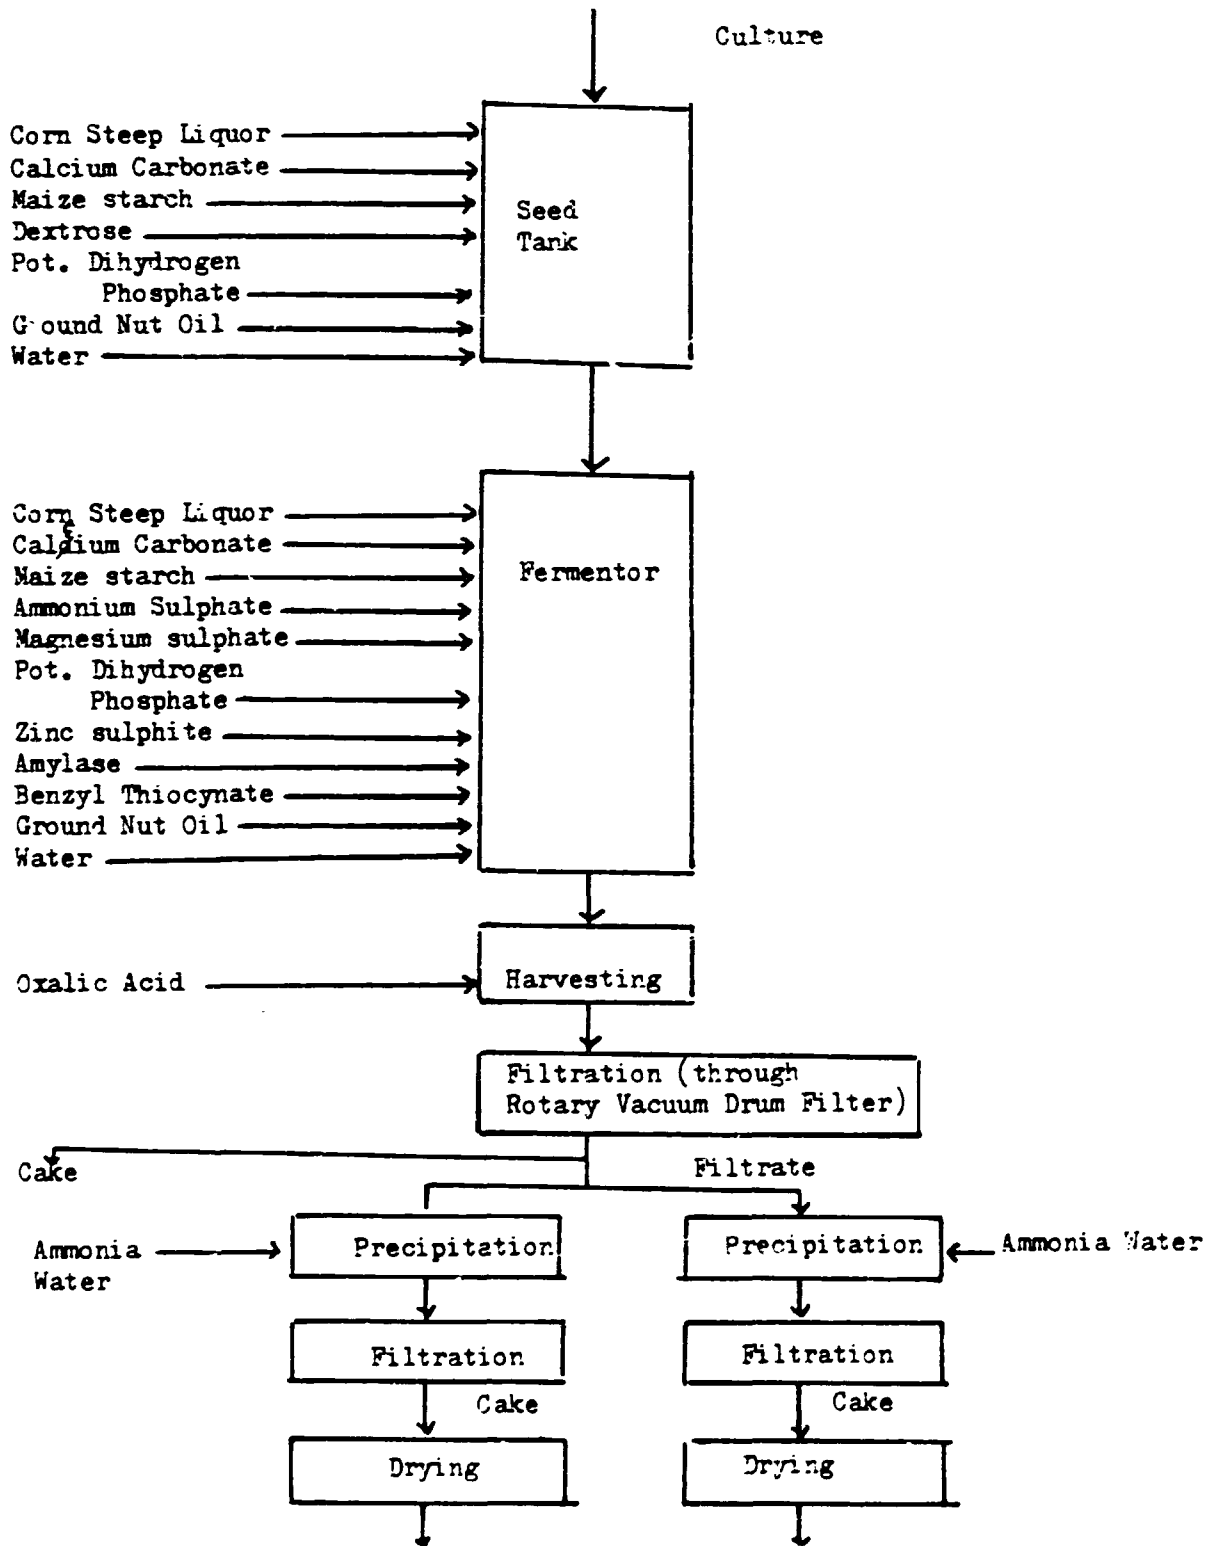 Culture
Corn Steep Liquor
Calcium Carbonate
Maize starch
Dextrose
Pot. Dihydrogen
Phosphate
Ground Nut Oil
Water
Seed
Tank
Corn Steep Liquor
Calcium Carbonate
Maize starch
Ammonium Sulphate
Magnesium sulphate
Pot. Dihydrogen
Phosphate
Zinc sulphite
Amylase
Benzyl Thiocynate
Ground Nut Oil
Water
Fermentor
Oxalic Acid
Harvesting
Filtration (through
Rotary Vacuum Drum Filter)
Cake
Filtrate
Ammonia
Water
Precipitation
Precipitation
Ammonia Water
Filtration
Filtration
Cake
Cake
Drying
Drying